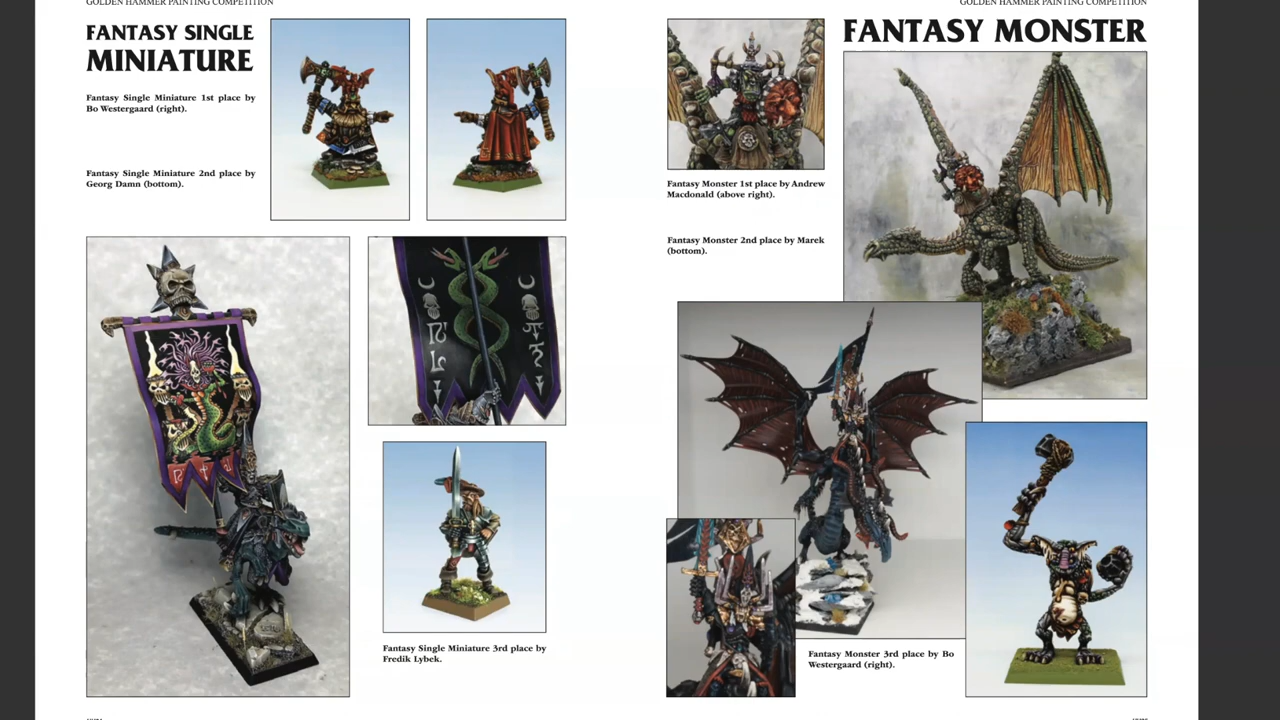 GOLDEN HAMMER PAINTING COMPETITION
FANTASY SINGLE
MINIATURE
Fantasy Single Miniature 1st place by
Bo Westergaard (right).
Fantasy Single Miniature 2nd place by
Georg Damn (bottom).
Fantasy Single Miniature 3rd place by
Fredik Lybek.
GOLDEN HAMMER PAINTING COMPETITION
FANTASY MONSTER
Fantasy Monster 1st place by Andrew
Macdonald (above right).
Fantasy Monster 2nd place by Marek
(bottom).
Fantasy Monster 3rd place by Bo
Westergaard (right).